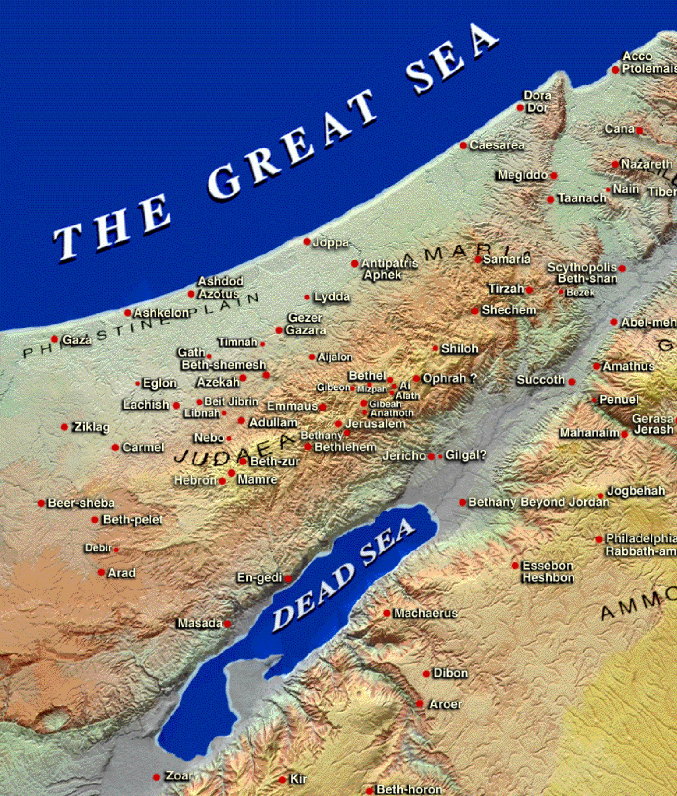 THE GREAT SEA
Acco
Ptolemais
Dora
Dor
Cana
Caesarea
Nazareth
Megiddo
Nain
Tiber
Taanach
Joppa
SAMARIA
Samaria
Antipatris
Aphek
Scythopolis
Beth-shan
Ashdod
Azotus
Tirzah
Bezek
Lydda
Ashkelon
PHILISTINE PLAIN
Shechem
Gezer
Gazara
Abel-meh
Gaza
Timnah
Shiloh
G
Gath
Aijalon
Beth-shemesh
Amathus
Bethel
Ai
Ophrah ?
Succoth
Azekah
Eglon
Gibeon
Mizpah
Aiath
Penuel
Lachish
Beit Jibrin
Emmaus
Gibeah
Libnah
Anathoth
Gerasa
Jerash
Ziklag
Adullam
Jerusalem
Mahanaim
Nebo
Bethany
Carmel
JUDAEA
Bethlehem
Jericho
Gilgal?
Beth-zur
Hebron
Mamre
Jogbehah
Beer-sheba
Bethany Beyond Jordan
Beth-pelet
DEAD SEA
Philadelphia
Rabbath-am
Debir
Essebon
Heshbon
Arad
En-gedi
AMMO
Machaerus
Masada
Dibon
Aroer
Zoar
Kir
Beth-horon